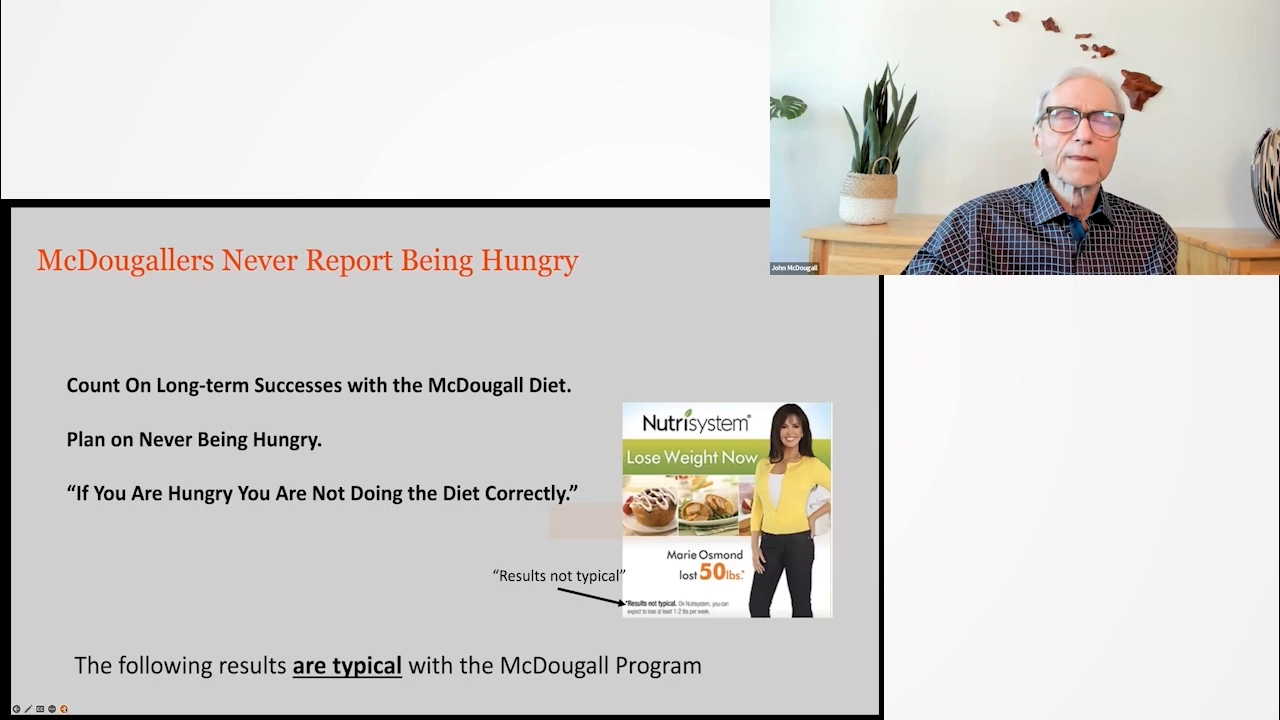 John McDougall
McDougallers Never Report Being Hungry
Count On Long-term Successes with the McDougall Diet.
Plan on Never Being Hungry.
“If You Are Hungry You Are Not Doing the Diet Correctly.”
Nutrisystem®
Lose Weight Now
Marie Osmond
lost 50lbs.*
“Results not typical”
*Results not typical. On Nutrisystem, you can
expect to lose at least 1-2 lbs per week.
The following results are typical with the McDougall Program